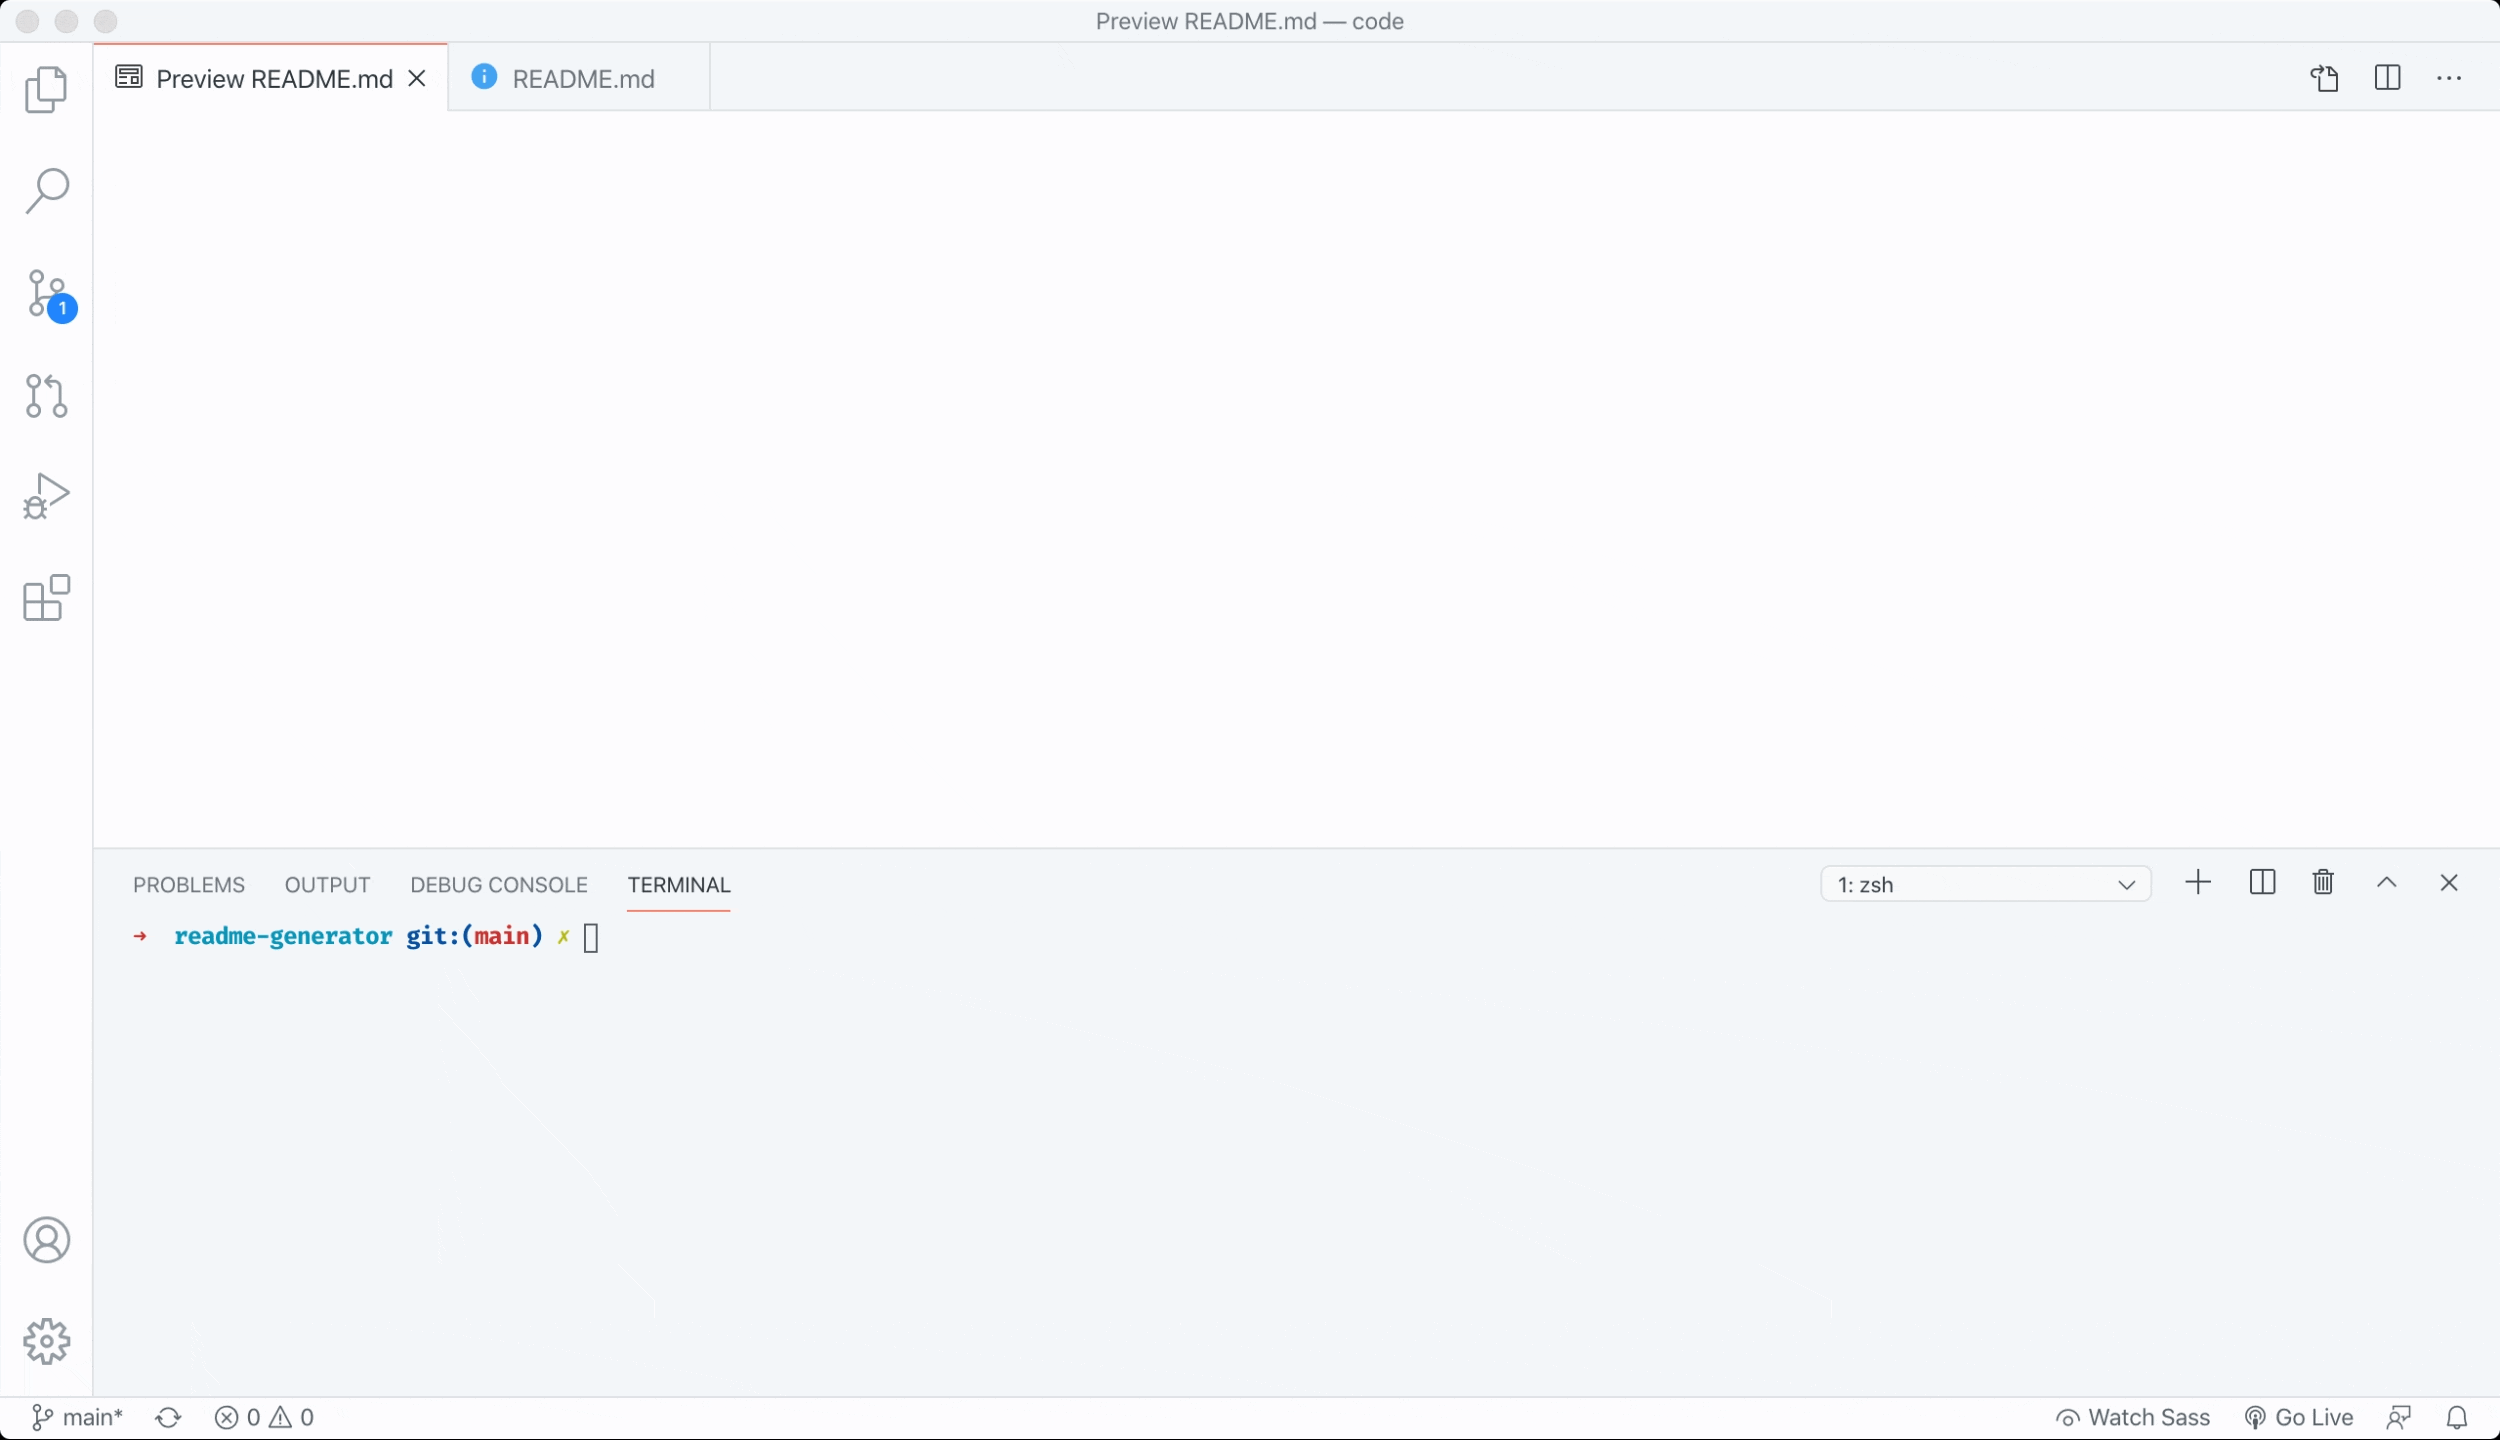 Preview README.md — code
Preview README.md
README.md
1
PROBLEMS OUTPUT DEBUG CONSOLE TERMINAL
1: zsh
➜ readme-generator git:(main) ✗
main* 0 0
Watch Sass Go Live